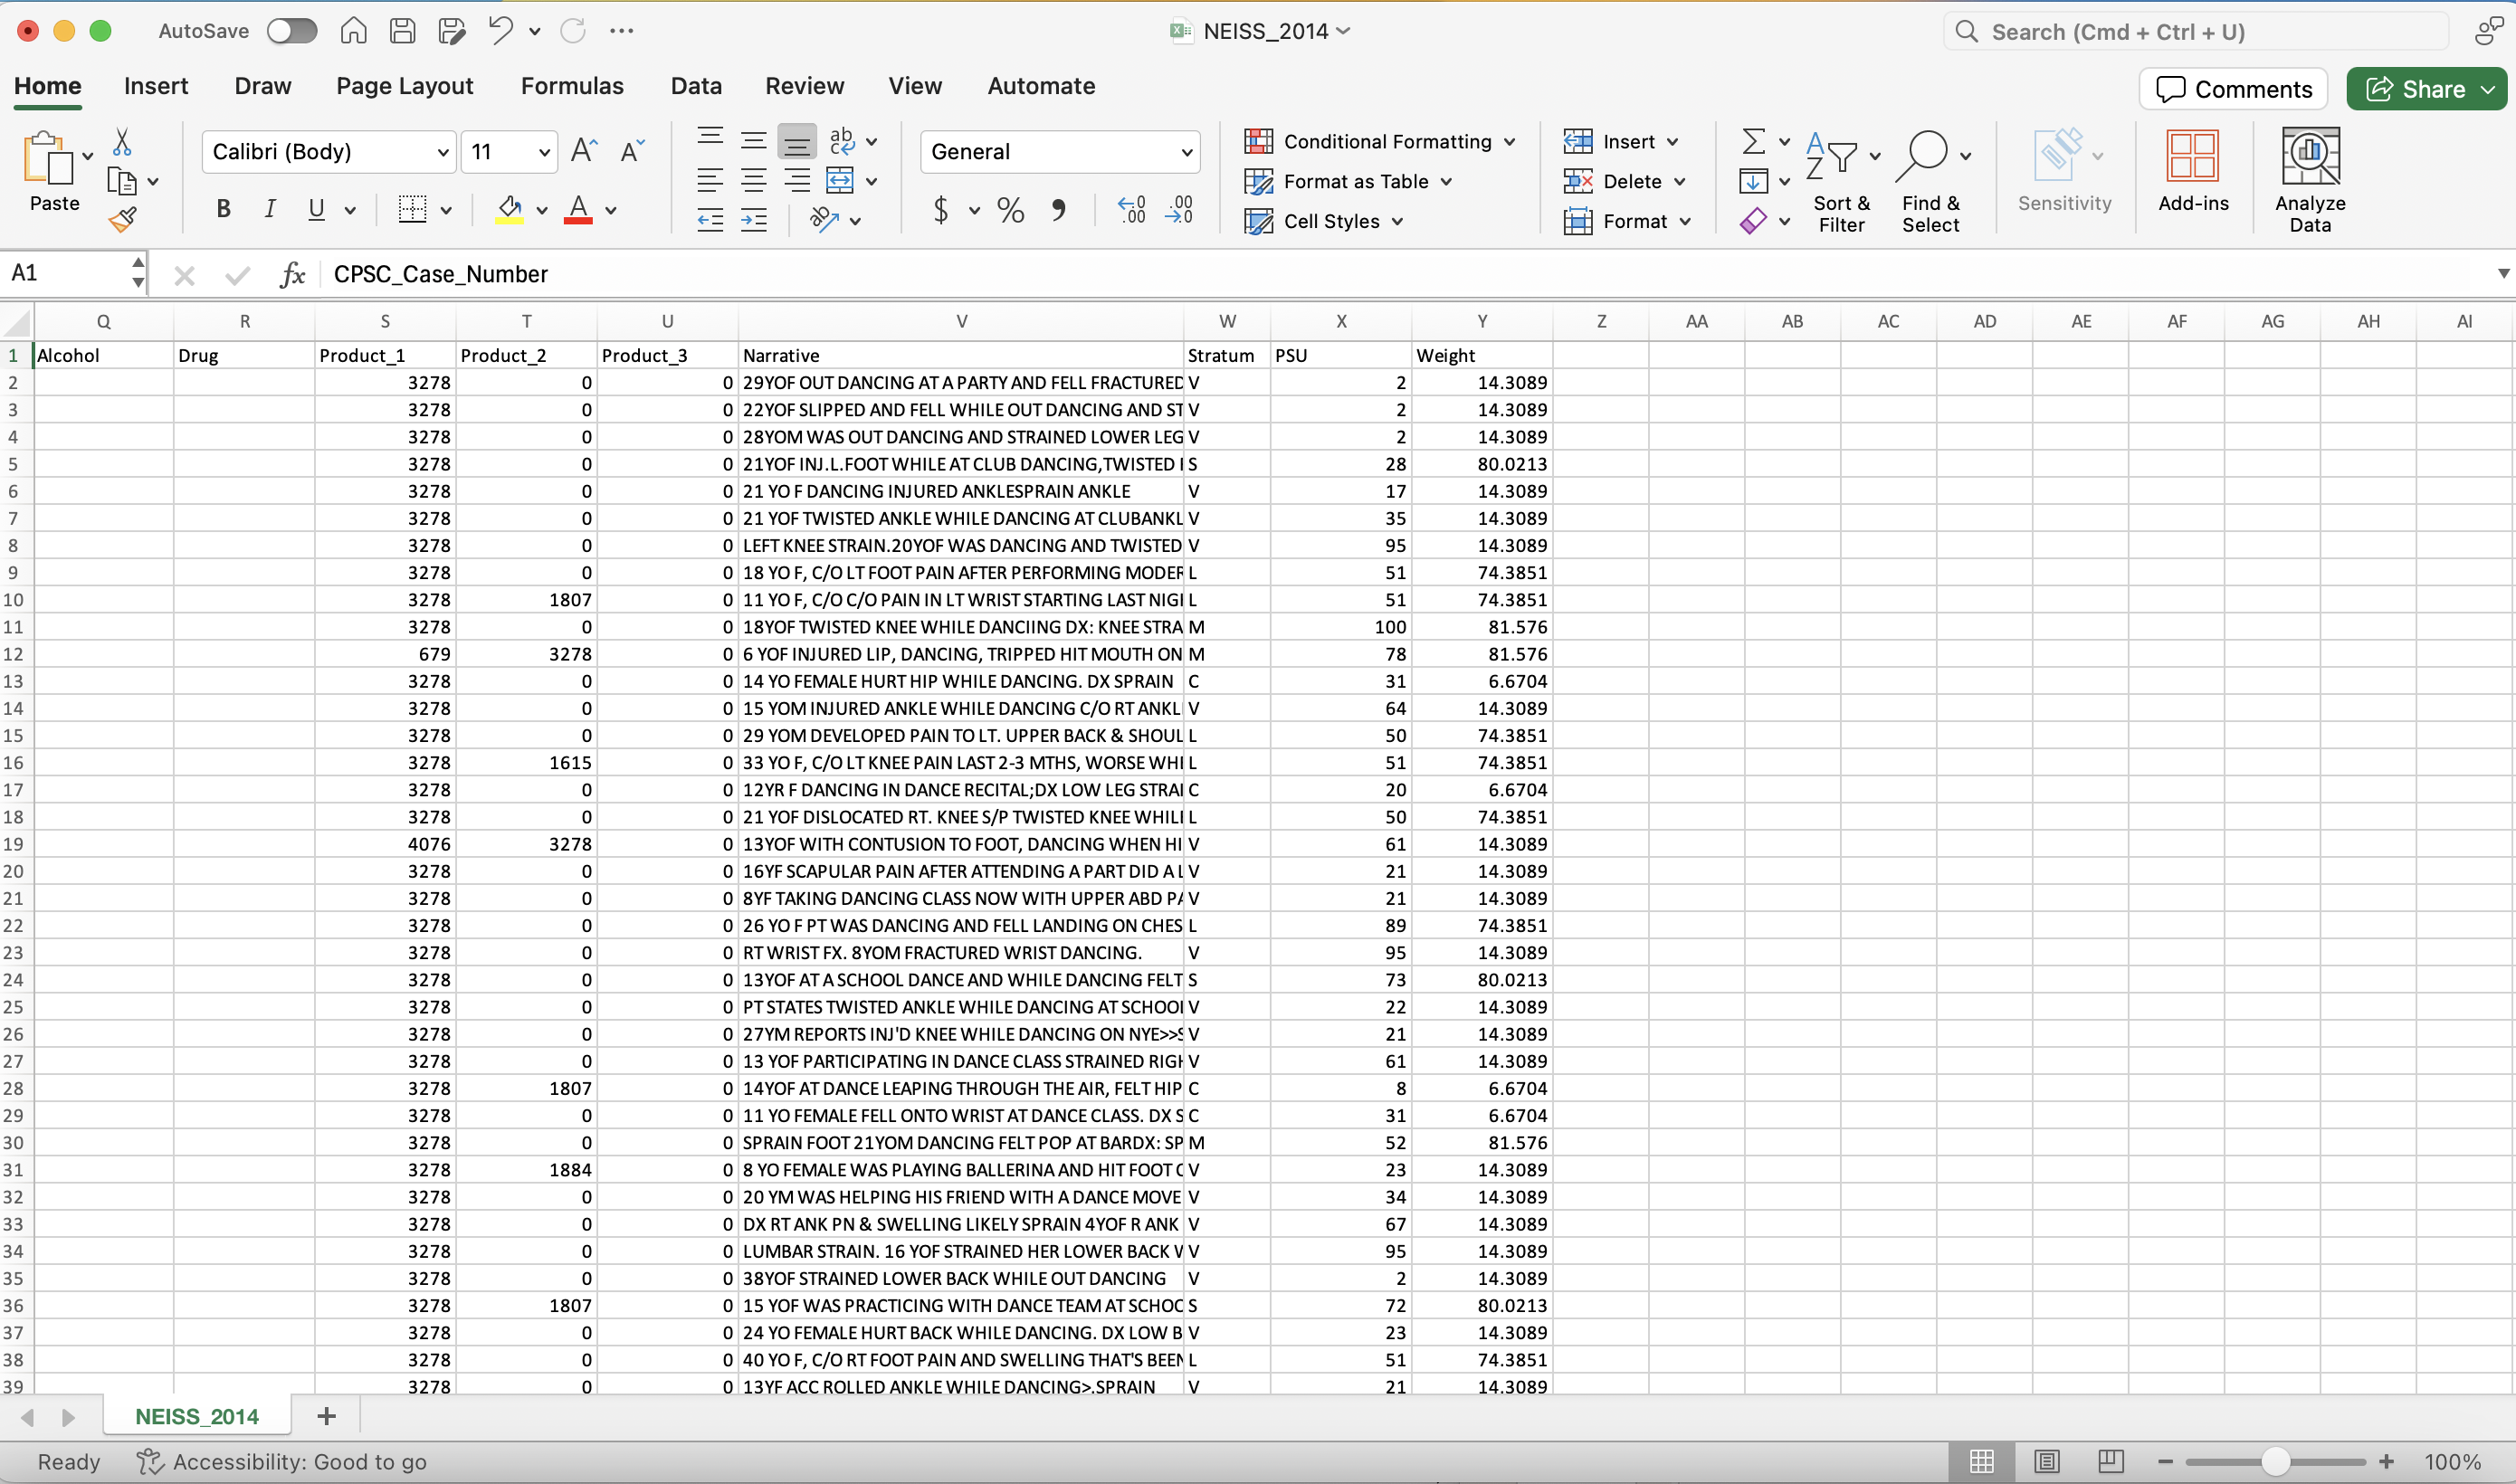 AutoSave NEISS_2014 Search (Cmd + Ctrl + U)
Home Insert Draw Page Layout Formulas Data Review View Automate Comments Share
Paste Calibri (Body) 11 General Conditional Formatting Format as Table Cell Styles Insert Delete Format Sort & Filter Find & Select Sensitivity Add-ins Analyze Data
A1 fx CPSC_Case_Number
Q R S T U V W X Y Z AA AB AC AD AE AF AG AH AI
1 Alcohol Drug Product_1 Product_2 Product_3 Narrative Stratum PSU Weight
2 3278 0 0 29YOF OUT DANCING AT A PARTY AND FELL FRACTURED V 2 14.3089
3 3278 0 0 22YOF SLIPPED AND FELL WHILE OUT DANCING AND ST V 2 14.3089
4 3278 0 0 28YOM WAS OUT DANCING AND STRAINED LOWER LEG V 2 14.3089
5 3278 0 0 21YOF INJ.L.FOOT WHILE AT CLUB DANCING,TWISTED S 28 80.0213
6 3278 0 0 21 YO F DANCING INJURED ANKLESPRAIN ANKLE V 17 14.3089
7 3278 0 0 21 YOF TWISTED ANKLE WHILE DANCING AT CLUBANKL V 35 14.3089
8 3278 0 0 LEFT KNEE STRAIN.20YOF WAS DANCING AND TWISTED V 95 14.3089
9 3278 0 0 18 YO F, C/O LT FOOT PAIN AFTER PERFORMING MODER L 51 74.3851
10 3278 1807 0 11 YO F, C/O C/O PAIN IN LT WRIST STARTING LAST NIG L 51 74.3851
11 3278 0 0 18YOF TWISTED KNEE WHILE DANCIING DX: KNEE STRA M 100 81.576
12 679 3278 0 6 YOF INJURED LIP, DANCING, TRIPPED HIT MOUTH ON M 78 81.576
13 3278 0 0 14 YO FEMALE HURT HIP WHILE DANCING. DX SPRAIN C 31 6.6704
14 3278 0 0 15 YOM INJURED ANKLE WHILE DANCING C/O RT ANKL V 64 14.3089
15 3278 0 0 29 YOM DEVELOPED PAIN TO LT. UPPER BACK & SHOUL L 50 74.3851
16 3278 1615 0 33 YO F, C/O LT KNEE PAIN LAST 2-3 MTHS, WORSE WH L 51 74.3851
17 3278 0 0 12YR F DANCING IN DANCE RECITAL;DX LOW LEG STRAI C 20 6.6704
18 3278 0 0 21 YOF DISLOCATED RT. KNEE S/P TWISTED KNEE WHIL L 50 74.3851
19 4076 3278 0 13YOF WITH CONTUSION TO FOOT, DANCING WHEN HI V 61 14.3089
20 3278 0 0 16YF SCAPULAR PAIN AFTER ATTENDING A PART DID A L V 21 14.3089
21 3278 0 0 8YF TAKING DANCING CLASS NOW WITH UPPER ABD PA V 21 14.3089
22 3278 0 0 26 YO F PT WAS DANCING AND FELL LANDING ON CHES L 89 74.3851
23 3278 0 0 RT WRIST FX. 8YOM FRACTURED WRIST DANCING. V 95 14.3089
24 3278 0 0 13YOF AT A SCHOOL DANCE AND WHILE DANCING FELT S 73 80.0213
25 3278 0 0 PT STATES TWISTED ANKLE WHILE DANCING AT SCHOO V 22 14.3089
26 3278 0 0 27YM REPORTS INJ'D KNEE WHILE DANCING ON NYE>>S V 21 14.3089
27 3278 0 0 13 YOF PARTICIPATING IN DANCE CLASS STRAINED RIGH V 61 14.3089
28 3278 1807 0 14YOF AT DANCE LEAPING THROUGH THE AIR, FELT HIP C 8 6.6704
29 3278 0 0 11 YO FEMALE FELL ONTO WRIST AT DANCE CLASS. DX S C 31 6.6704
30 3278 0 0 SPRAIN FOOT 21YOM DANCING FELT POP AT BARDX: SP M 52 81.576
31 3278 1884 0 8 YO FEMALE WAS PLAYING BALLERINA AND HIT FOOT V 23 14.3089
32 3278 0 0 20 YM WAS HELPING HIS FRIEND WITH A DANCE MOVE V 34 14.3089
33 3278 0 0 DX RT ANK PN & SWELLING LIKELY SPRAIN 4YOF R ANK V 67 14.3089
34 3278 0 0 LUMBAR STRAIN. 16 YOF STRAINED HER LOWER BACK V 95 14.3089
35 3278 0 0 38YOF STRAINED LOWER BACK WHILE OUT DANCING V 2 14.3089
36 3278 1807 0 15 YOF WAS PRACTICING WITH DANCE TEAM AT SCHOO S 72 80.0213
37 3278 0 0 24 YO FEMALE HURT BACK WHILE DANCING. DX LOW B V 23 14.3089
38 3278 0 0 40 YO F, C/O RT FOOT PAIN AND SWELLING THAT'S BEEN L 51 74.3851
39 3278 0 0 13YF ACC ROLLED ANKLE WHILE DANCING>.SPRAIN V 21 14.3089
NEISS_2014
Ready Accessibility: Good to go 100%